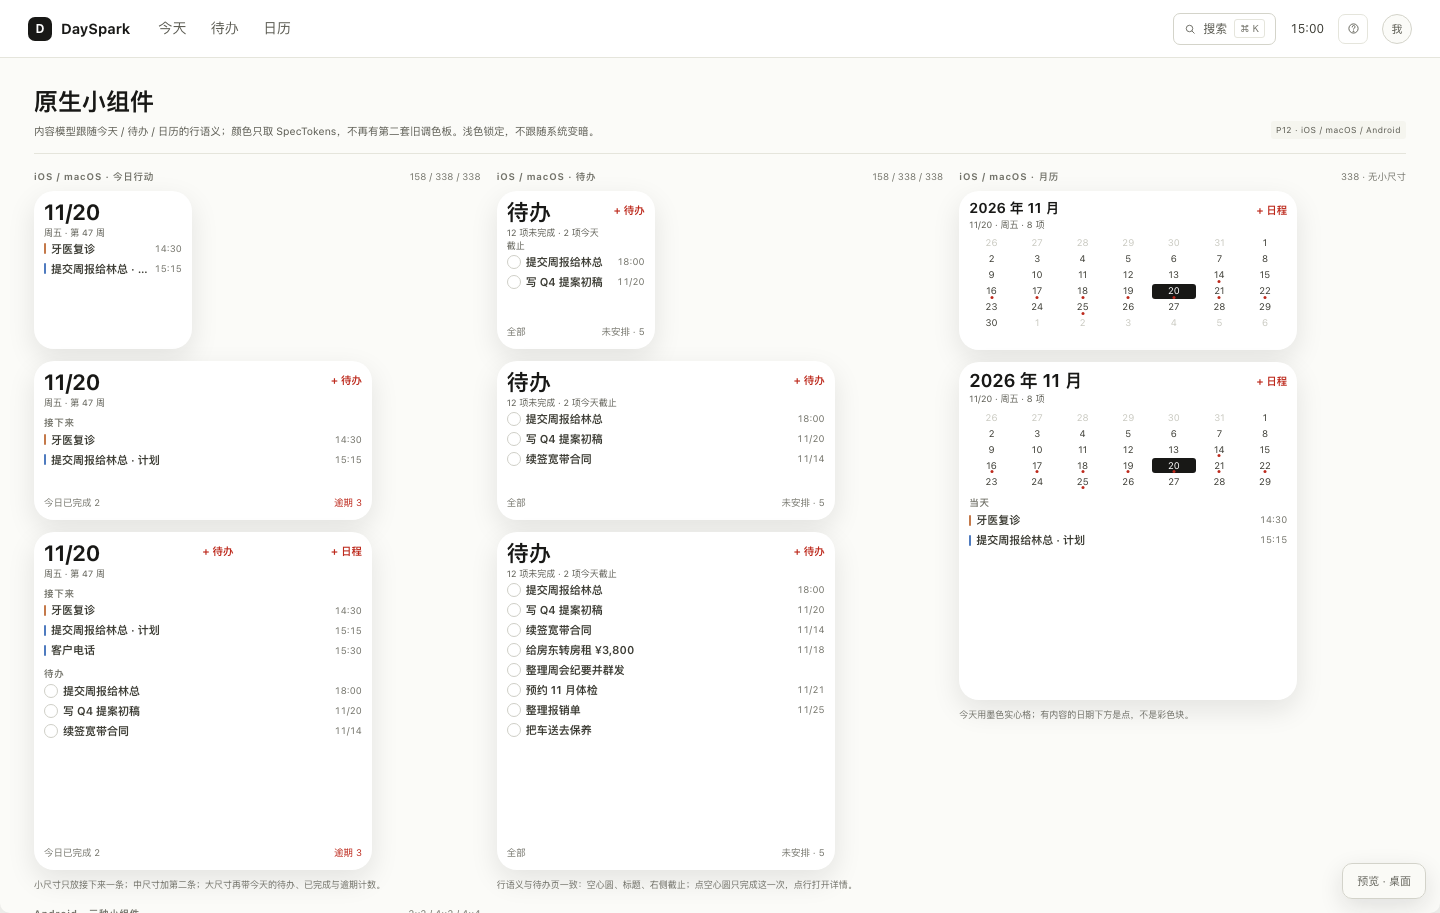 D DaySpark 今天 待办 日历 搜索 ⌘ K 15:00 我
原生小组件
内容模型跟随今天 / 待办 / 日历的行语义；颜色只取 SpecTokens，不再有第二套旧调色板。浅色锁定，不跟随系统变暗。
P12 · iOS / macOS / Android
iOS / macOS · 今日行动 158 / 338 / 338
11/20
周五 · 第 47 周
牙医复诊 14:30
提交周报给林总 · ... 15:15
11/20 + 待办
周五 · 第 47 周
接下来
牙医复诊 14:30
提交周报给林总 · 计划 15:15
今日已完成 2 逾期 3
11/20 + 待办 + 日程
周五 · 第 47 周
接下来
牙医复诊 14:30
提交周报给林总 · 计划 15:15
客户电话 15:30
待办
提交周报给林总 18:00
写 Q4 提案初稿 11/20
续签宽带合同 11/14
今日已完成 2 逾期 3
小尺寸只放接下来一条；中尺寸加第二条；大尺寸再带今天的待办、已完成与逾期计数。
iOS / macOS · 待办 158 / 338 / 338
待办 + 待办
12 项未完成 · 2 项今天
截止
提交周报给林总 18:00
写 Q4 提案初稿 11/20
全部 未安排 · 5
待办 + 待办
12 项未完成 · 2 项今天截止
提交周报给林总 18:00
写 Q4 提案初稿 11/20
续签宽带合同 11/14
全部 未安排 · 5
待办 + 待办
12 项未完成 · 2 项今天截止
提交周报给林总 18:00
写 Q4 提案初稿 11/20
续签宽带合同 11/14
给房东转房租 ¥3,800 11/18
整理周会纪要并群发
预约 11 月体检 11/21
整理报销单 11/25
把车送去保养
全部 未安排 · 5
行语义与待办页一致：空心圆、标题、右侧截止；点空心圆只完成这一次，点行打开详情。
iOS / macOS · 月历 338 · 无小尺寸
2026 年 11 月 + 日程
11/20 · 周五 · 8 项
26 27 28 29 30 31 1
2 3 4 5 6 7 8
9 10 11 12 13 14 15
16 17 18 19 20 21 22
23 24 25 26 27 28 29
30 1 2 3 4 5 6
2026 年 11 月 + 日程
11/20 · 周五 · 8 项
26 27 28 29 30 31 1
2 3 4 5 6 7 8
9 10 11 12 13 14 15
16 17 18 19 20 21 22
23 24 25 26 27 28 29
当天
牙医复诊 14:30
提交周报给林总 · 计划 15:15
今天用墨色实心格；有内容的日期下方是点，不是彩色块。
预览 · 桌面